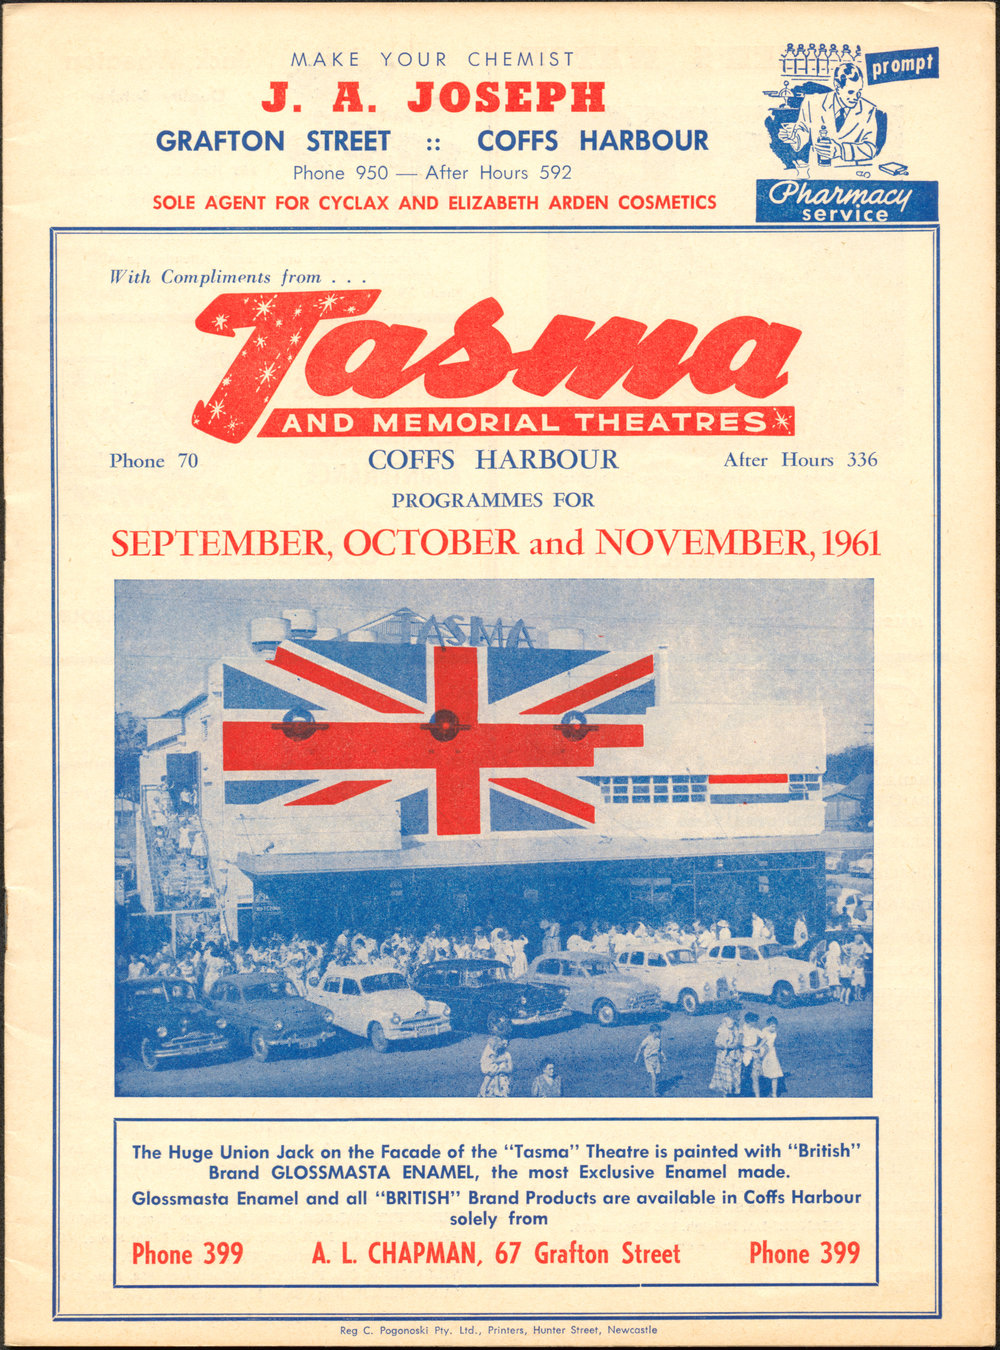 MAKE YOUR CHEMIST
J. A. JOSEPH
GRAFTON STREET :: COFFS HARBOUR
Phone 950 — After Hours 592
SOLE AGENT FOR CYCLAX AND ELIZABETH ARDEN COSMETICS
prompt
Pharmacy
service
With Compliments from . . .
Tasma
AND MEMORIAL THEATRES
Phone 70 COFFS HARBOUR After Hours 336
PROGRAMMES FOR
SEPTEMBER, OCTOBER and NOVEMBER, 1961
TASMA
The Huge Union Jack on the Facade of the "Tasma" Theatre is painted with "British"
Brand GLOSSMASTA ENAMEL, the most Exclusive Enamel made.
Glossmasta Enamel and all "BRITISH" Brand Products are available in Coffs Harbour
solely from
Phone 399 A. L. CHAPMAN, 67 Grafton Street Phone 399
Reg C. Pogonoski Pty. Ltd., Printers, Hunter Street, Newcastle